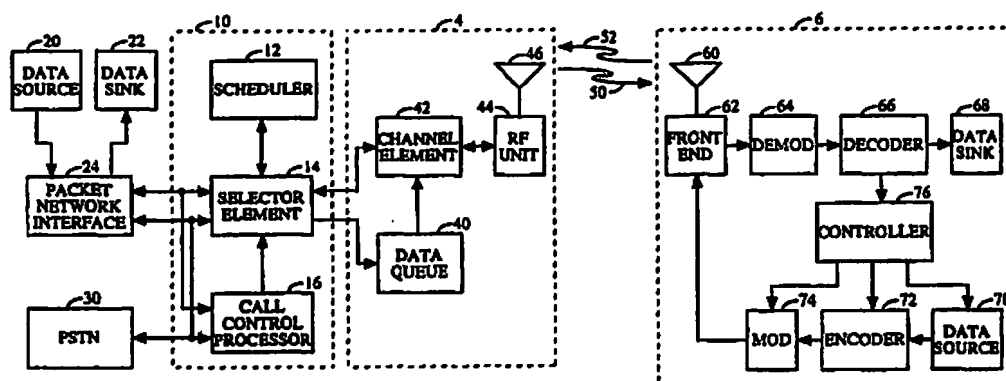 10
4
6
20
22
DATA
SOURCE
DATA
SINK
12
SCHEDULER
24
PACKET
NETWORK
INTERFACE
14
SELECTOR
ELEMENT
30
PSTN
16
CALL
CONTROL
PROCESSOR
42
CHANNEL
ELEMENT
46
44
RF
UNIT
40
DATA
QUEUE
52
50
60
62
FRONT
END
64
DEMOD
66
DECODER
68
DATA
SINK
76
CONTROLLER
74
MOD
72
ENCODER
DATA
SOURCE